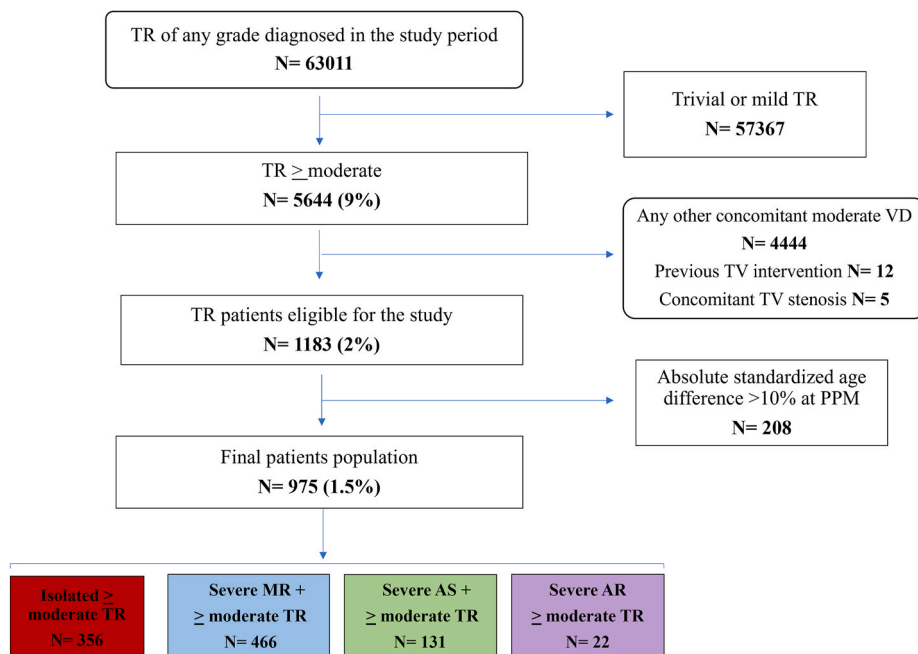 TR of any grade diagnosed in the study period
N= 63011
Trivial or mild TR
N= 57367
TR ≥ moderate
N= 5644 (9%)
Any other concomitant moderate VD
N= 4444
Previous TV intervention N= 12
Concomitant TV stenosis N= 5
TR patients eligible for the study
N= 1183 (2%)
Absolute standardized age
difference >10% at PPM
N= 208
Final patients population
N= 975 (1.5%)
Isolated ≥
moderate TR
N= 356
Severe MR +
≥ moderate TR
N= 466
Severe AS +
≥ moderate TR
N= 131
Severe AR
≥ moderate TR
N= 22